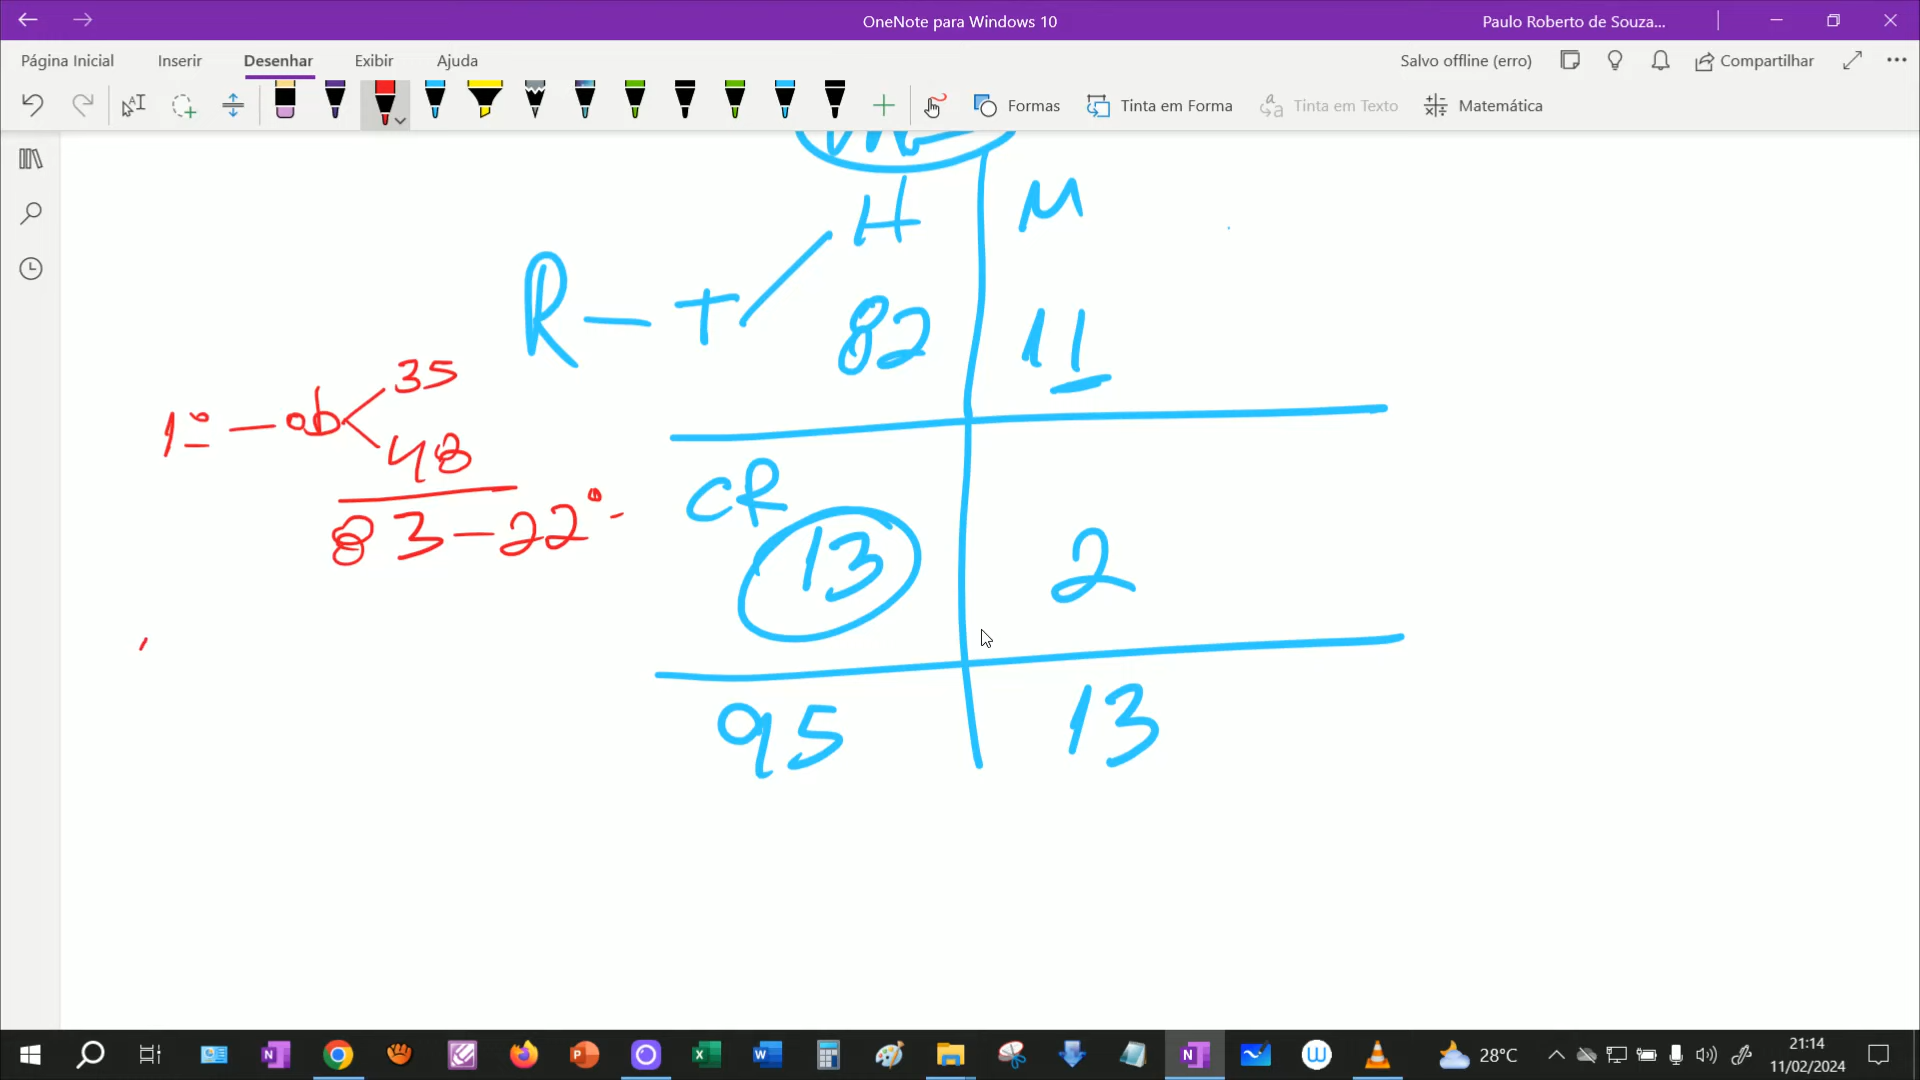 OneNote para Windows 10
Paulo Roberto de Souza...
Página Inicial
Inserir
Desenhar
Exibir
Ajuda
Salvo offline (erro)
Compartilhar
Formas
Tinta em Forma
Tinta em Texto
Matemática
H M
R — T
82 11
1º — ab
35
48
83 — 22º -
CR
13 2
95 13
28°C
21:14
11/02/2024